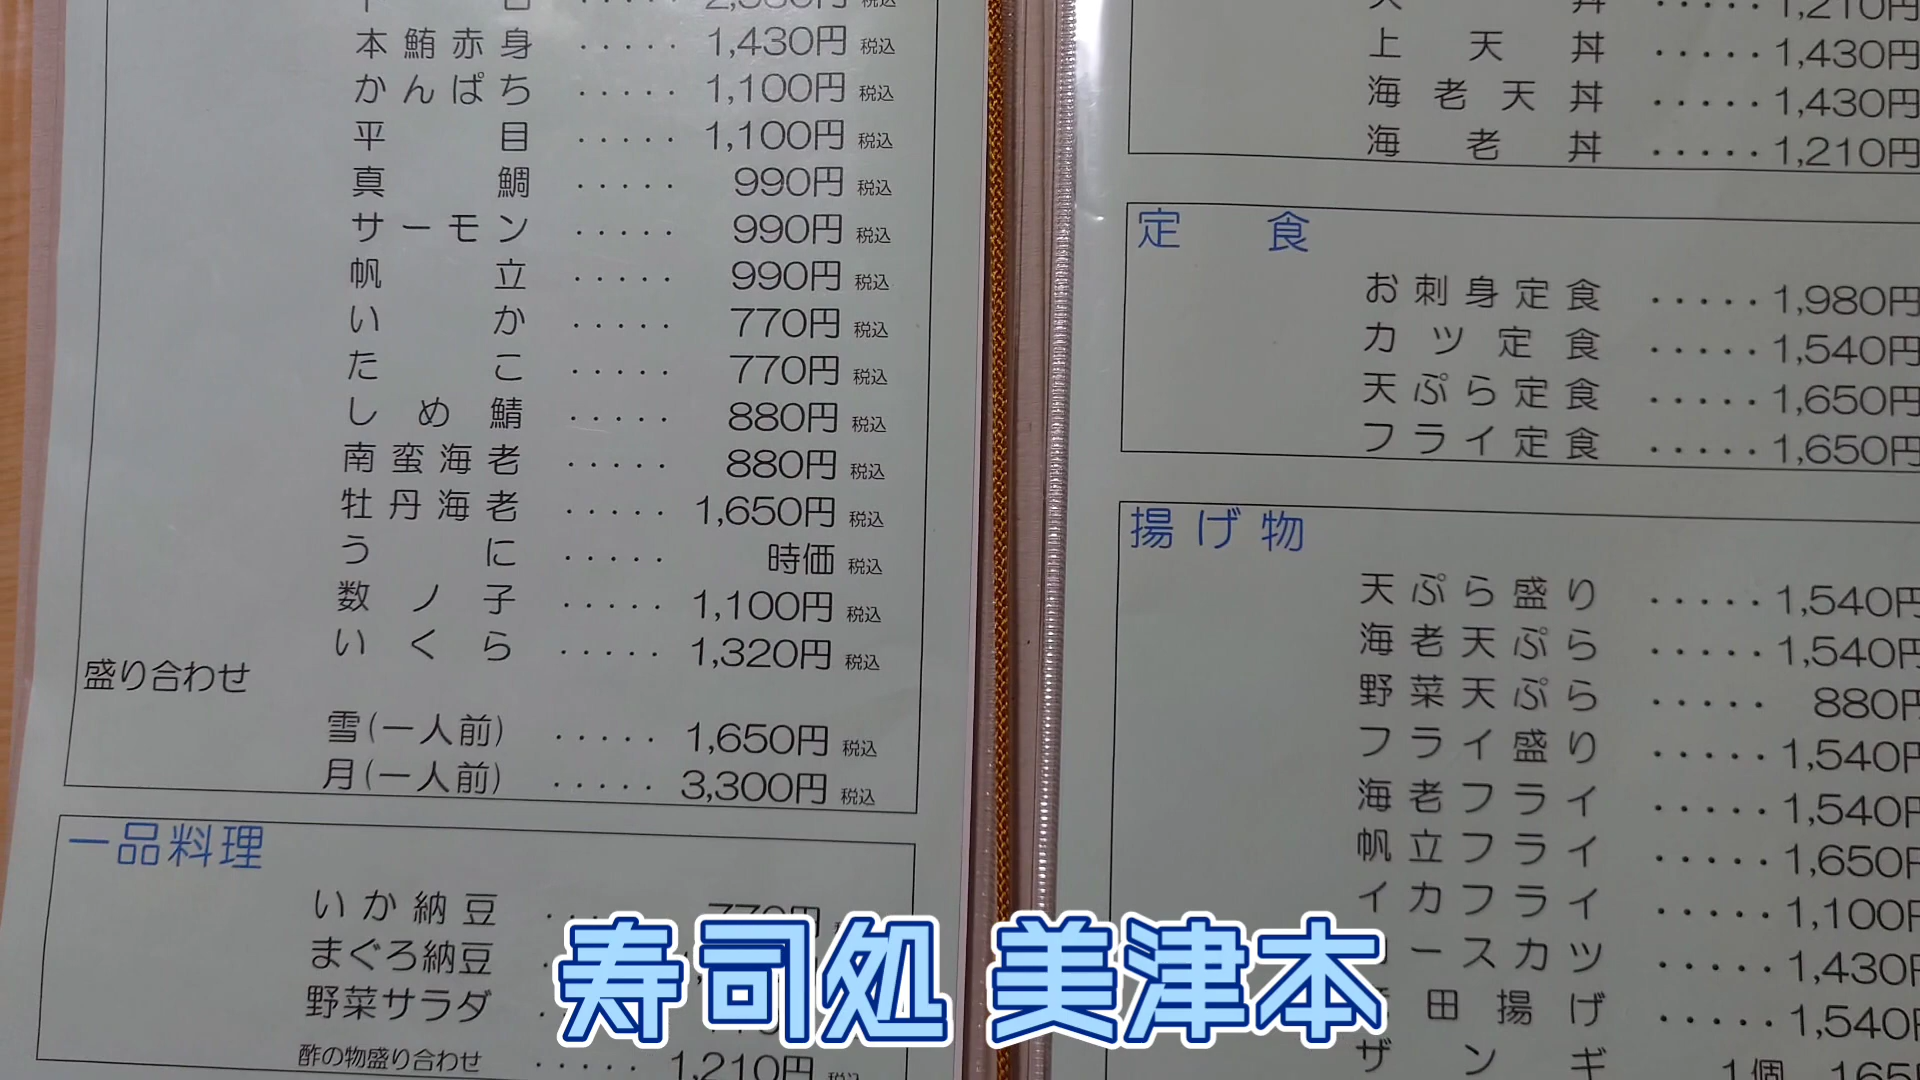 本鮪赤身 ····· 1,430円 税込
かんぱち ····· 1,100円 税込
平目 ····· 1,100円 税込
真鯛 ····· 990円 税込
サーモン ····· 990円 税込
帆立 ····· 990円 税込
いか ····· 770円 税込
たこ ····· 770円 税込
しめ鯖 ····· 880円 税込
南蛮海老 ····· 880円 税込
牡丹海老 ····· 1,650円 税込
うに ····· 時価 税込
数ノ子 ····· 1,100円 税込
いくら ····· 1,320円 税込
盛り合わせ
雪(一人前) ····· 1,650円 税込
月(一人前) ····· 3,300円 税込
一品料理
いか納豆 ··· 770円
まぐろ納豆
野菜サラダ
酢の物盛り合わせ ····· 1,210円 税込
丼 ····· 1,210円
上天丼 ····· 1,430円
海老天丼 ····· 1,430円
海老丼 ····· 1,210円
定食
お刺身定食 ····· 1,980円
カツ定食 ····· 1,540円
天ぷら定食 ····· 1,650円
フライ定食 ····· 1,650円
揚げ物
天ぷら盛り ····· 1,540円
海老天ぷら ····· 1,540円
野菜天ぷら ····· 880円
フライ盛り ····· 1,540円
海老フライ ····· 1,540円
帆立フライ ····· 1,650円
イカフライ ····· 1,100円
ースカツ ····· 1,430円
田揚げ ····· 1,540円
ザンギ 1個 165
寿司処 美津本